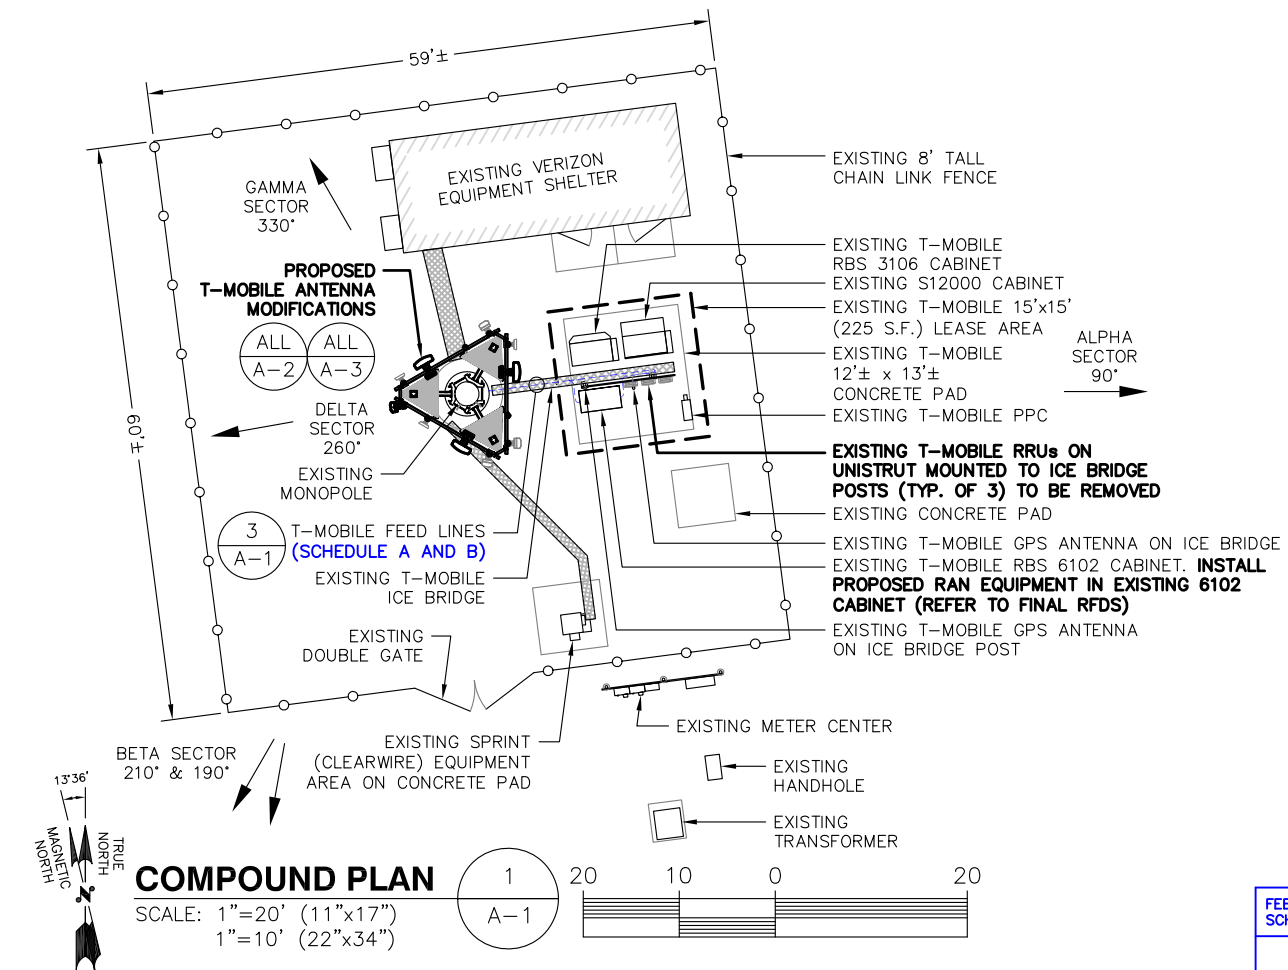 59'±
60'±
GAMMA
SECTOR
330°
EXISTING VERIZON
EQUIPMENT SHELTER
PROPOSED
T-MOBILE ANTENNA
MODIFICATIONS
ALL
A-2
ALL
A-3
DELTA
SECTOR
260°
EXISTING
MONOPOLE
3
A-1
T-MOBILE FEED LINES
(SCHEDULE A AND B)
EXISTING T-MOBILE
ICE BRIDGE
EXISTING
DOUBLE GATE
EXISTING SPRINT
(CLEARWIRE) EQUIPMENT
AREA ON CONCRETE PAD
BETA SECTOR
210° & 190°
EXISTING 8' TALL
CHAIN LINK FENCE
EXISTING T-MOBILE
RBS 3106 CABINET
EXISTING S12000 CABINET
EXISTING T-MOBILE 15'x15'
(225 S.F.) LEASE AREA
EXISTING T-MOBILE
12'± x 13'±
CONCRETE PAD
ALPHA
SECTOR
90°
EXISTING T-MOBILE PPC
EXISTING T-MOBILE RRUs ON
UNISTRUT MOUNTED TO ICE BRIDGE
POSTS (TYP. OF 3) TO BE REMOVED
EXISTING CONCRETE PAD
EXISTING T-MOBILE GPS ANTENNA ON ICE BRIDGE
EXISTING T-MOBILE RBS 6102 CABINET. INSTALL
PROPOSED RAN EQUIPMENT IN EXISTING 6102
CABINET (REFER TO FINAL RFDS)
EXISTING T-MOBILE GPS ANTENNA
ON ICE BRIDGE POST
EXISTING METER CENTER
EXISTING
HANDHOLE
EXISTING
TRANSFORMER
13°36'
TRUE
NORTH
MAGNETIC
NORTH
N
COMPOUND PLAN
SCALE: 1"=20' (11"x17")
1"=10' (22"x34")
1
A-1
20 10 0 20